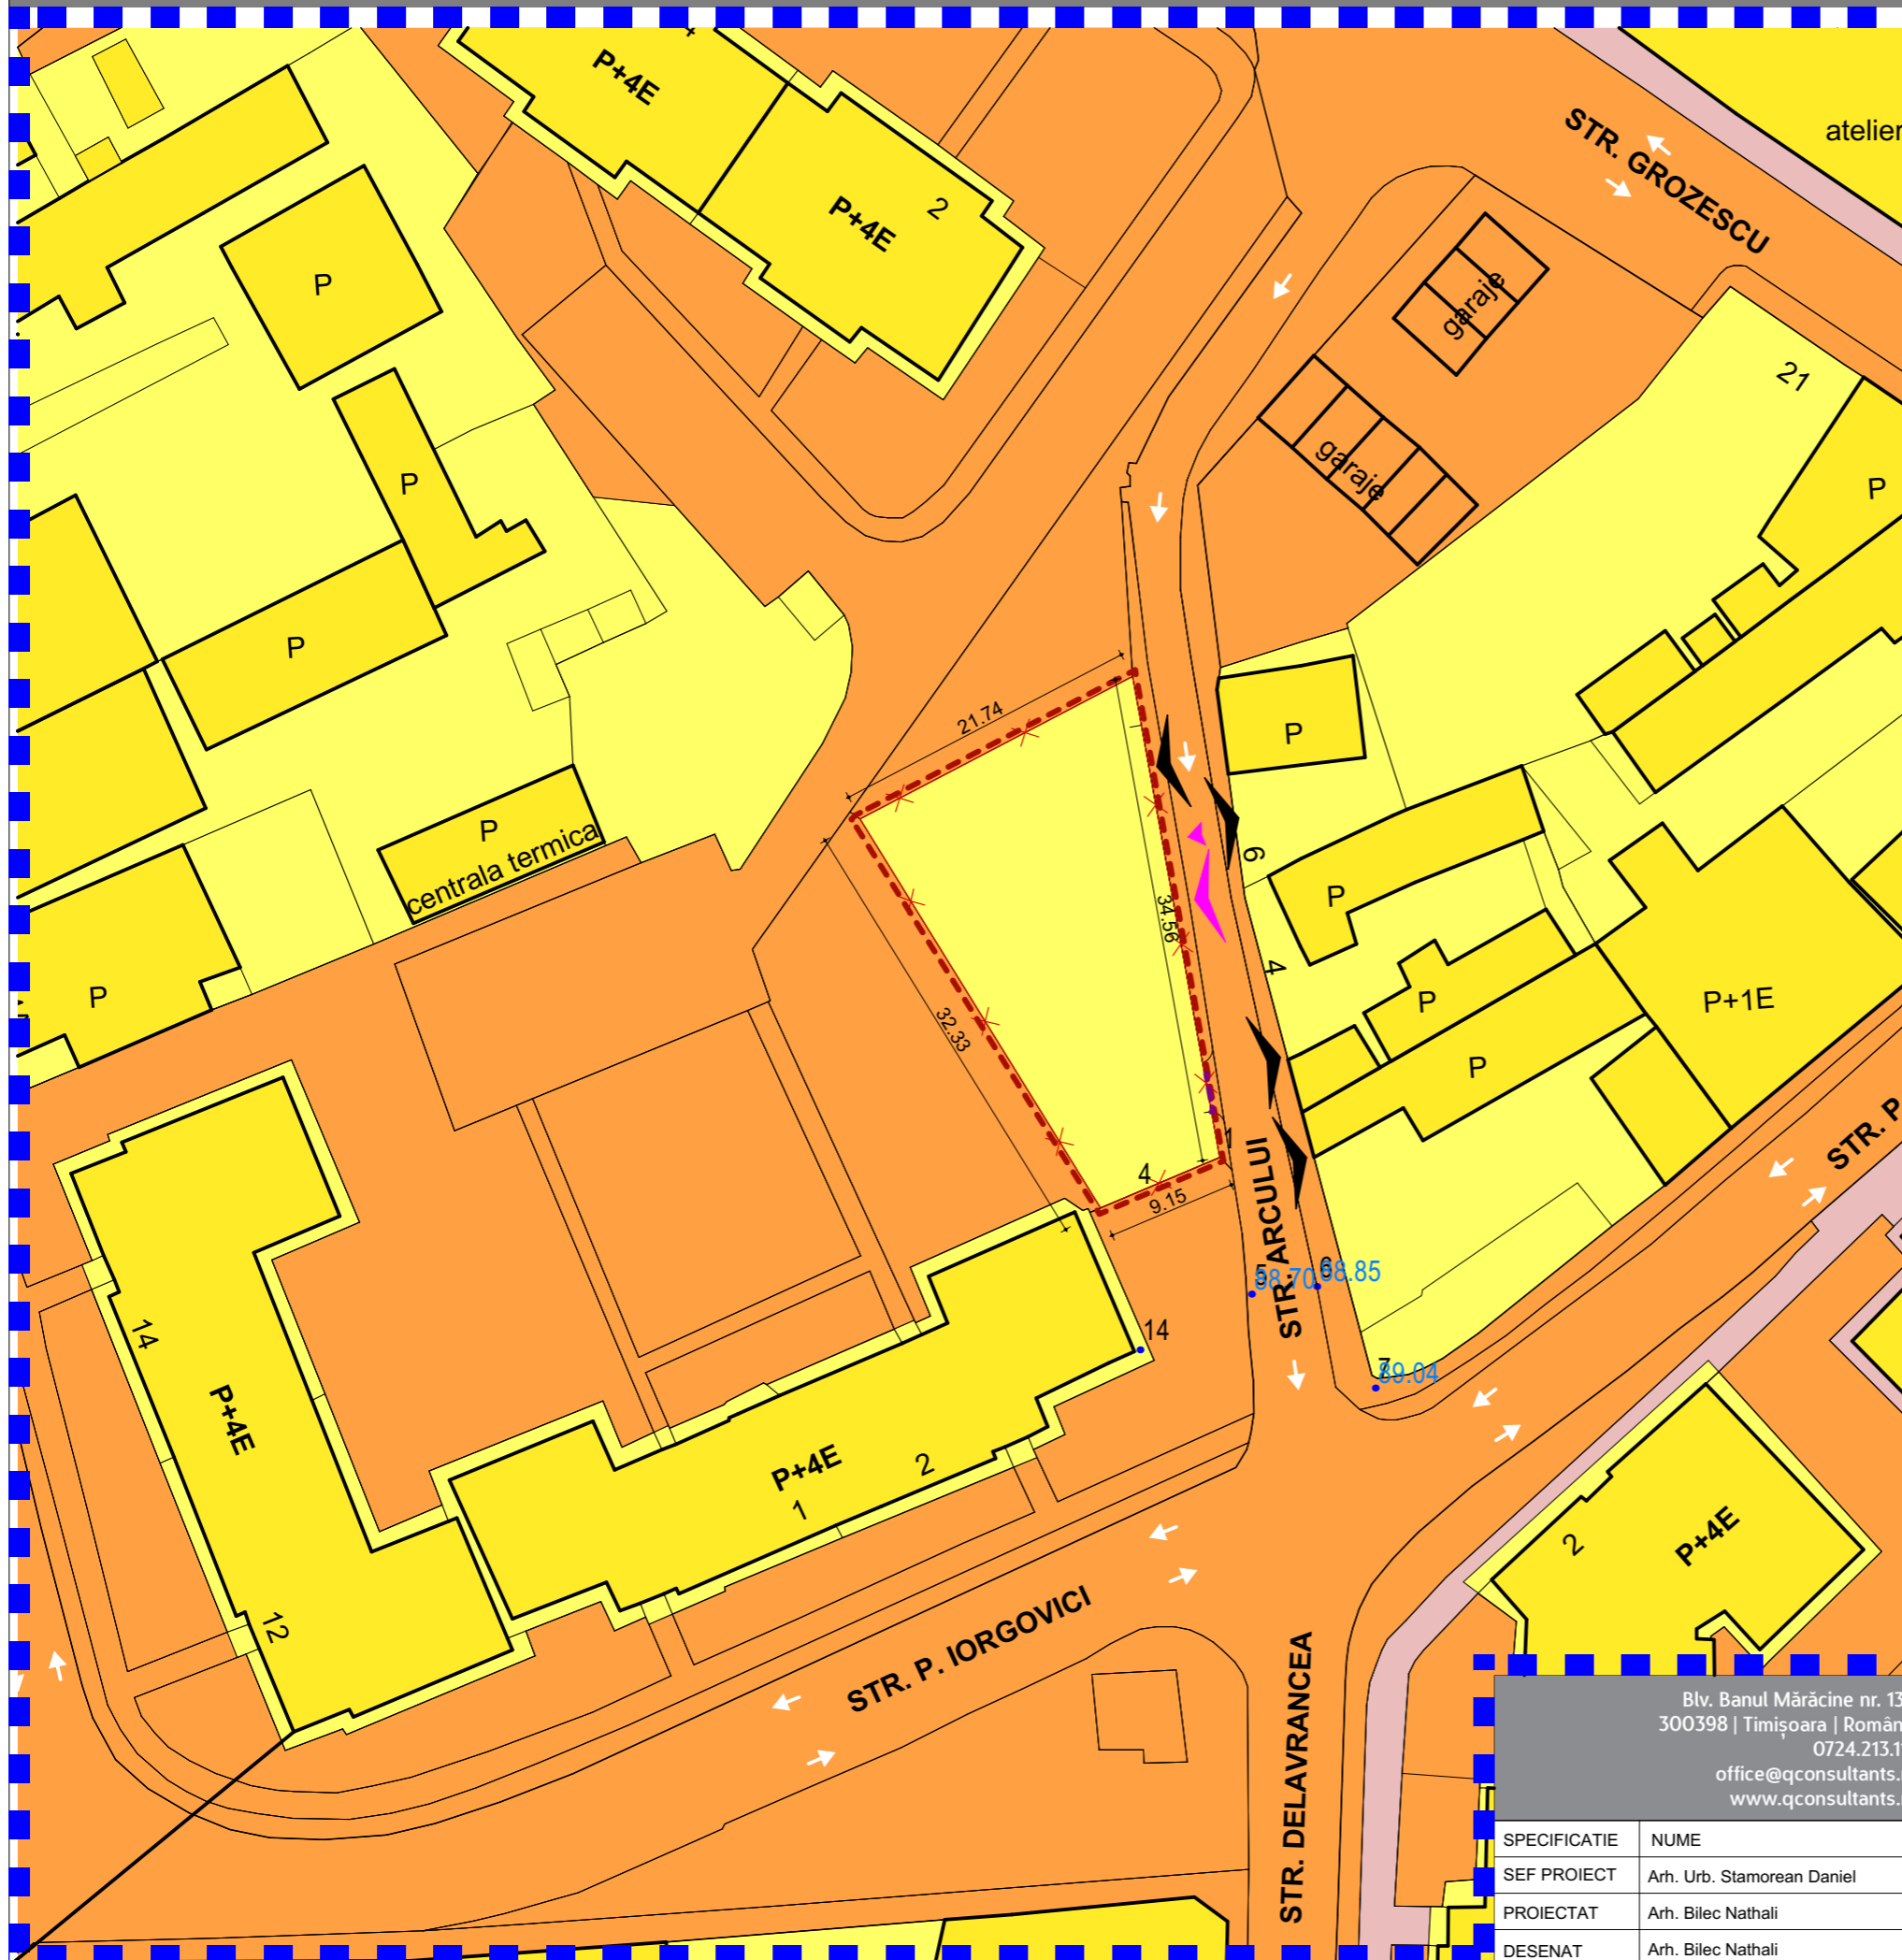 P+4E
P+4E
2
STR. GROZESCU
atelier
P
garaje
garaje
21
P
P
P
21.74
P
P
centrala termica
6
34.56
P
4
P
P+1E
P
32.33
P
STR. P
1
4
9.15
STR. ARCULUI
88.70
88.85
14
89.04
14
P+4E
P+4E
2
1
2
P+4E
12
STR. P. IORGOVICI
STR. DELAVRANCEA
Blv. Banul Mărăcine nr. 13
300398 | Timișoara | Român
0724.213.1
office@qconsultants.
www.qconsultants.
SPECIFICATIE NUME
SEF PROIECT Arh. Urb. Stamorean Daniel
PROIECTAT Arh. Bilec Nathali
DESENAT Arh. Bilec Nathali